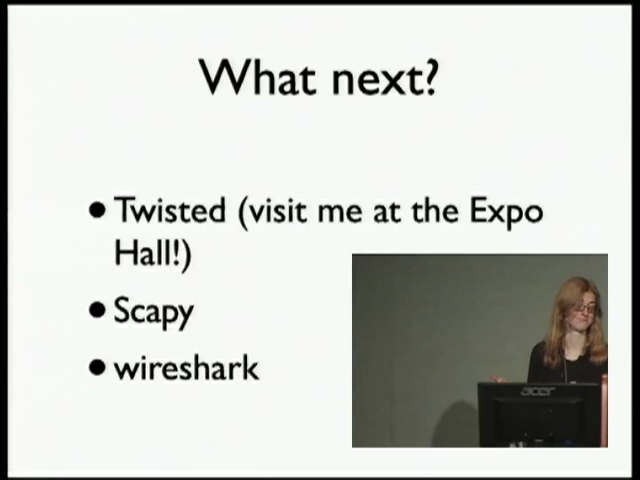 What next?
• Twisted (visit me at the Expo
Hall!)
• Scapy
• wireshark
acer